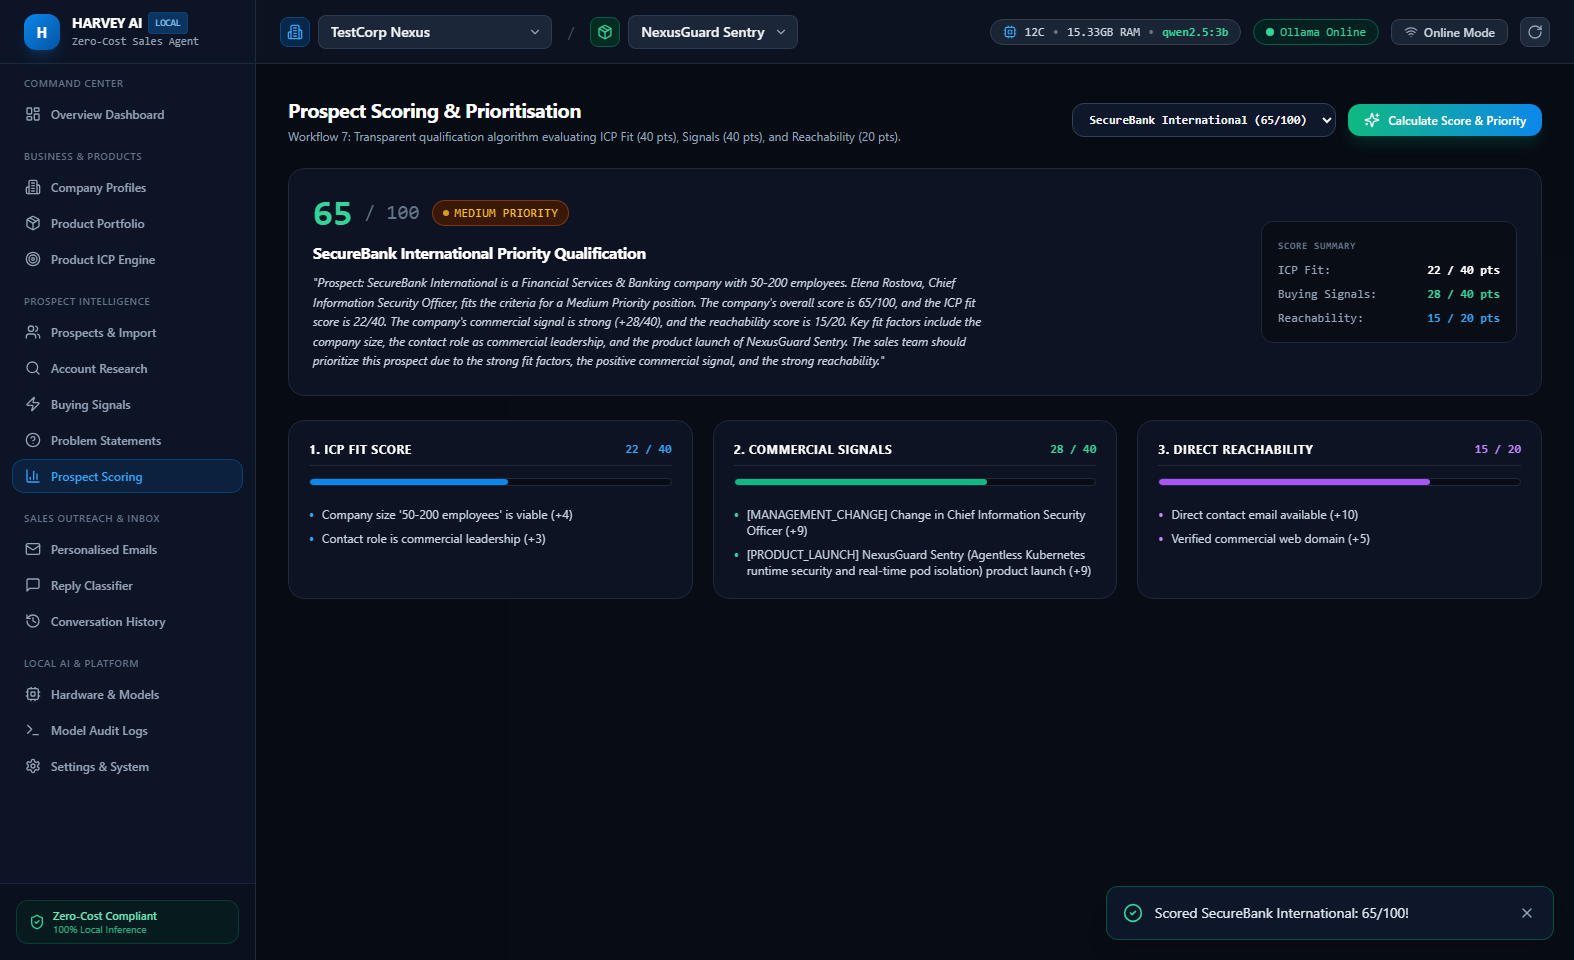 H
HARVEY AI LOCAL
Zero-Cost Sales Agent
TestCorp Nexus
/
NexusGuard Sentry
12C • 15.33GB RAM • qwen2.5:3b
Ollama Online
Online Mode
COMMAND CENTER
Overview Dashboard
BUSINESS & PRODUCTS
Company Profiles
Product Portfolio
Product ICP Engine
PROSPECT INTELLIGENCE
Prospects & Import
Account Research
Buying Signals
Problem Statements
Prospect Scoring
SALES OUTREACH & INBOX
Personalised Emails
Reply Classifier
Conversation History
LOCAL AI & PLATFORM
Hardware & Models
Model Audit Logs
Settings & System
Zero-Cost Compliant
100% Local Inference
Prospect Scoring & Prioritisation
Workflow 7: Transparent qualification algorithm evaluating ICP Fit (40 pts), Signals (40 pts), and Reachability (20 pts).
SecureBank International (65/100)
Calculate Score & Priority
65 / 100 MEDIUM PRIORITY
SecureBank International Priority Qualification
"Prospect: SecureBank International is a Financial Services & Banking company with 50-200 employees. Elena Rostova, Chief
Information Security Officer, fits the criteria for a Medium Priority position. The company's overall score is 65/100, and the ICP fit
score is 22/40. The company's commercial signal is strong (+28/40), and the reachability score is 15/20. Key fit factors include the
company size, the contact role as commercial leadership, and the product launch of NexusGuard Sentry. The sales team should
prioritize this prospect due to the strong fit factors, the positive commercial signal, and the strong reachability."
SCORE SUMMARY
ICP Fit: 22 / 40 pts
Buying Signals: 28 / 40 pts
Reachability: 15 / 20 pts
1. ICP FIT SCORE 22 / 40
• Company size '50-200 employees' is viable (+4)
• Contact role is commercial leadership (+3)
2. COMMERCIAL SIGNALS 28 / 40
• [MANAGEMENT_CHANGE] Change in Chief Information Security
Officer (+9)
• [PRODUCT_LAUNCH] NexusGuard Sentry (Agentless Kubernetes
runtime security and real-time pod isolation) product launch (+9)
3. DIRECT REACHABILITY 15 / 20
• Direct contact email available (+10)
• Verified commercial web domain (+5)
Scored SecureBank International: 65/100!